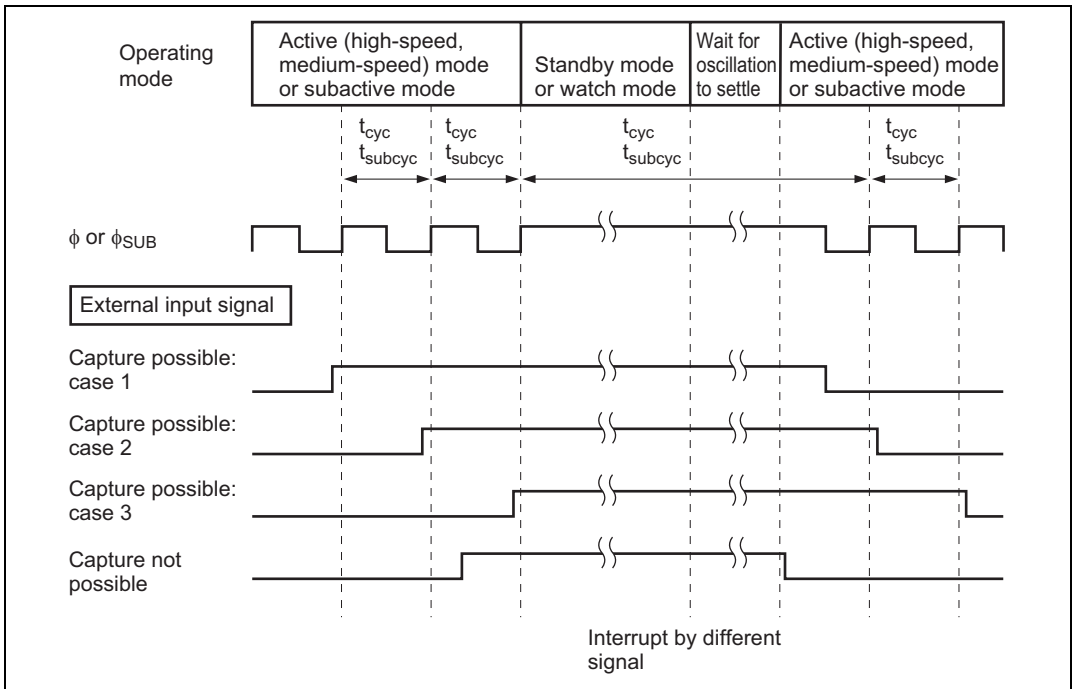 Operating
mode
Active (high-speed,
medium-speed) mode
or subactive mode
Standby mode
or watch mode
Wait for
oscillation
to settle
Active (high-speed,
medium-speed) mode
or subactive mode
tcyc
tsubcyc
tcyc
tsubcyc
tcyc
tsubcyc
tcyc
tsubcyc
ϕ or ϕSUB
External input signal
Capture possible:
case 1
Capture possible:
case 2
Capture possible:
case 3
Capture not
possible
Interrupt by different
signal